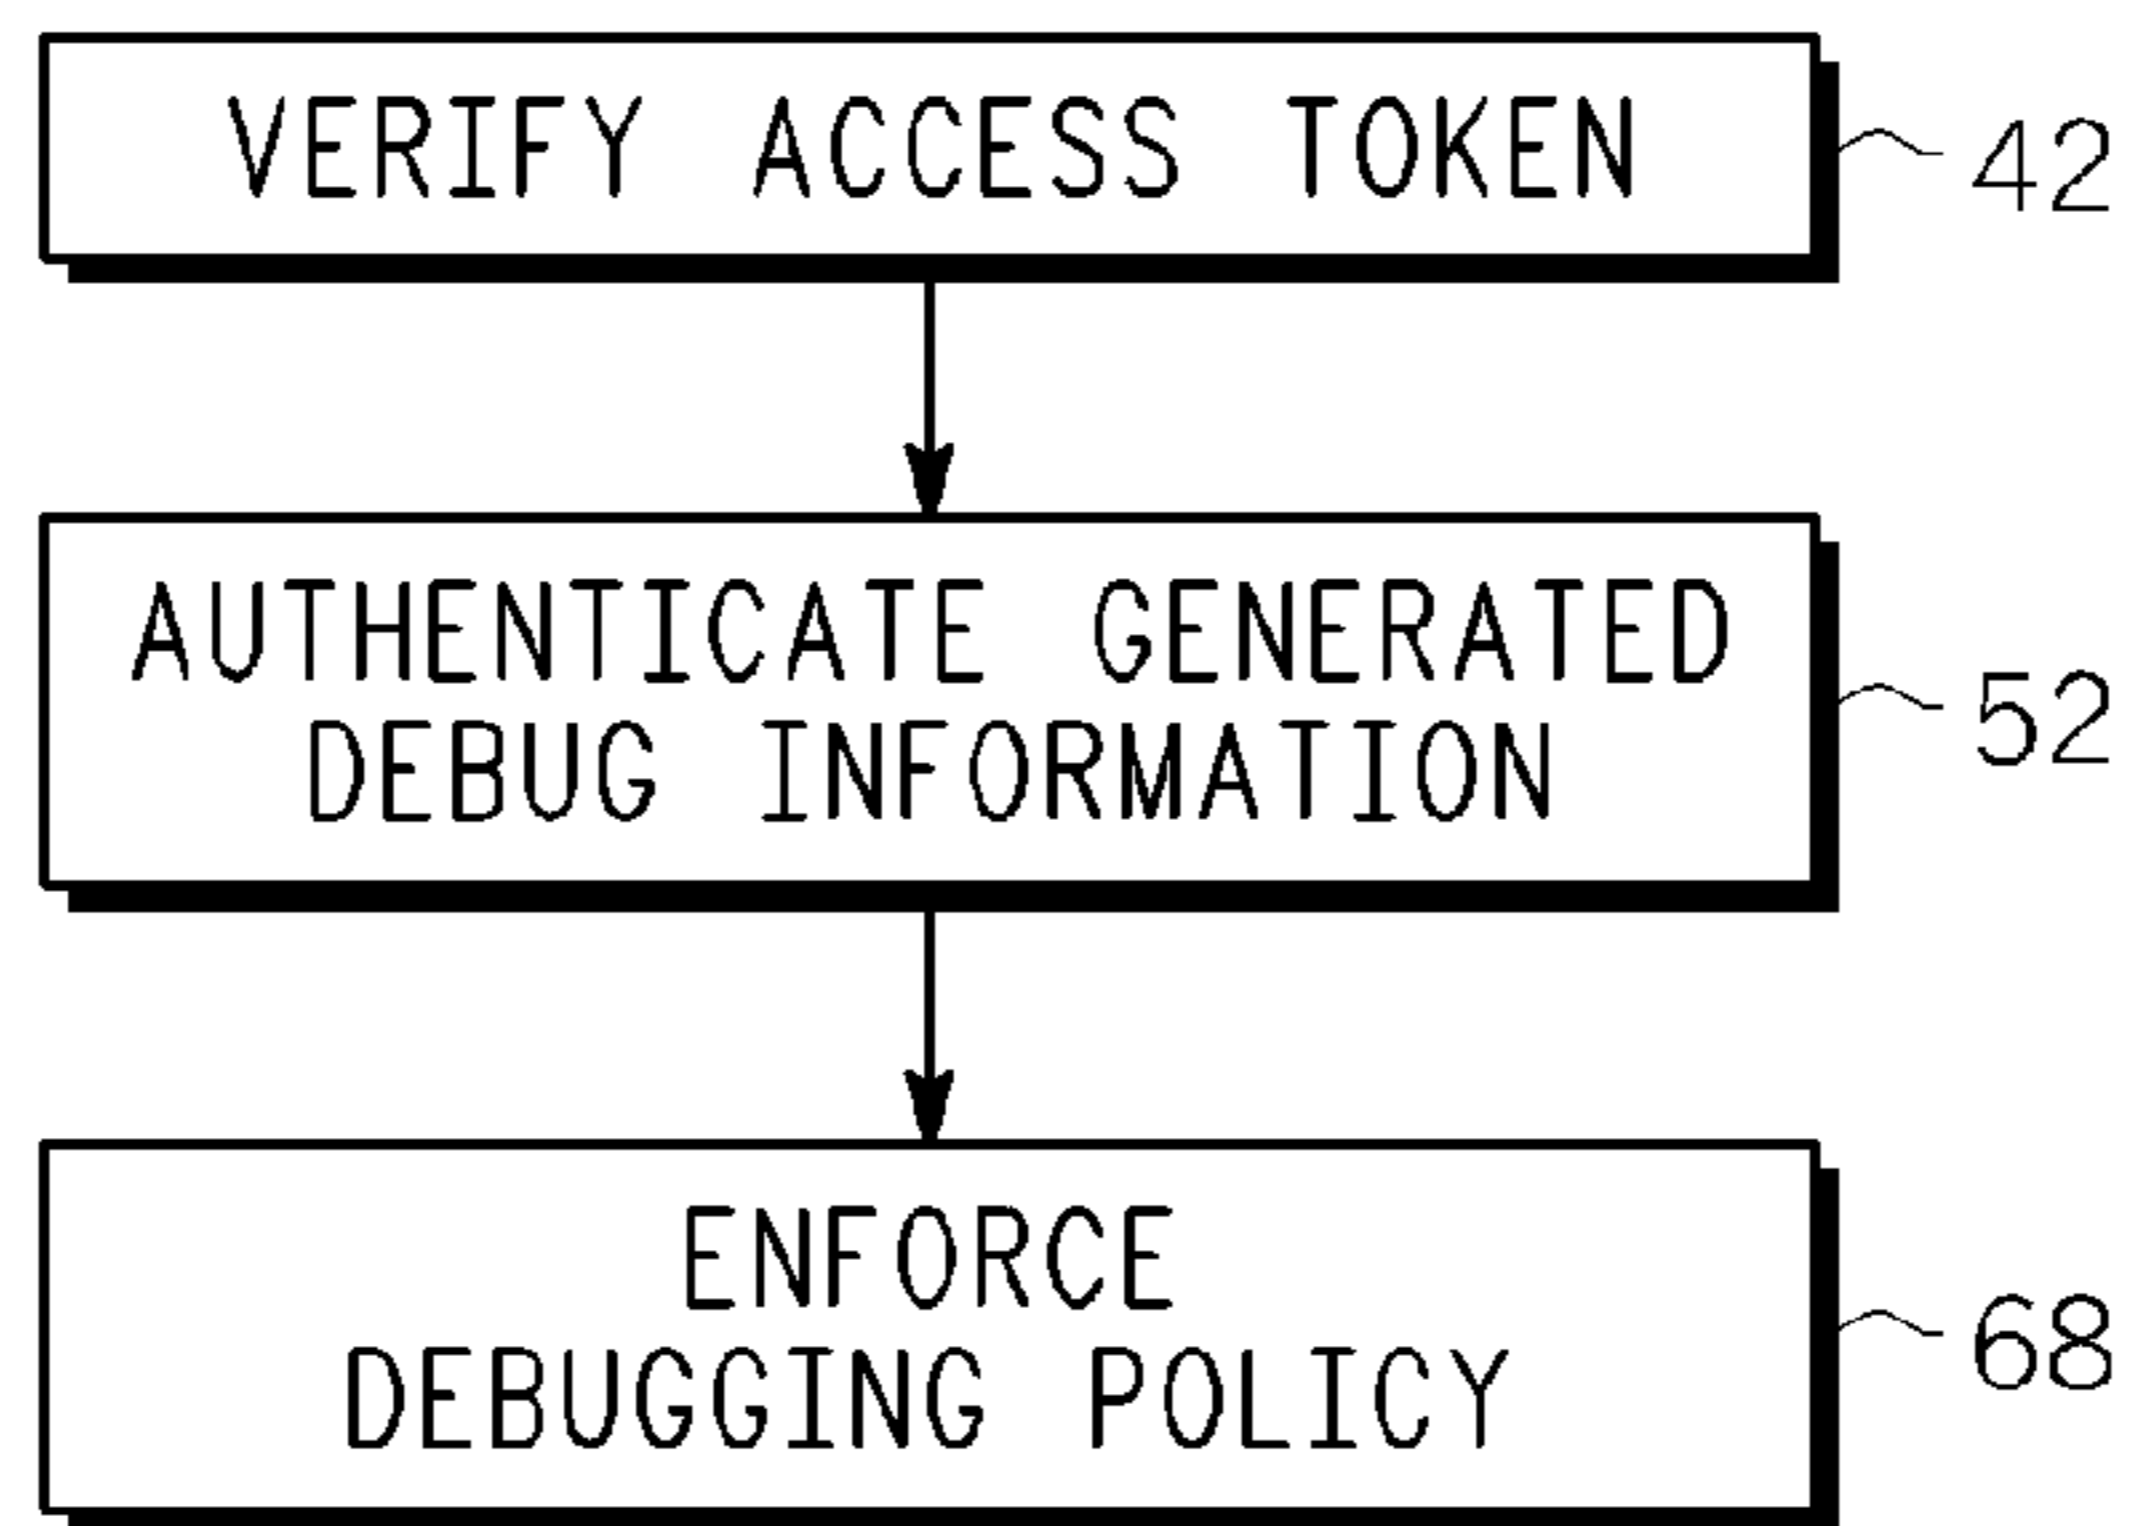 VERIFY ACCESS TOKEN
42
AUTHENTICATE GENERATED
DEBUG INFORMATION
52
ENFORCE
DEBUGGING POLICY
68